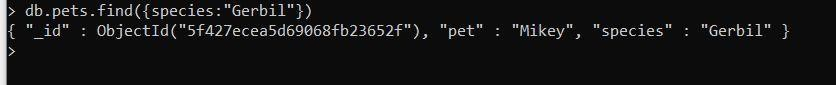 > db.pets.find({species:"Gerbil"})
{ "_id" : ObjectId("5f427ecea5d69068fb23652f"), "pet" : "Mikey", "species" : "Gerbil" }
>